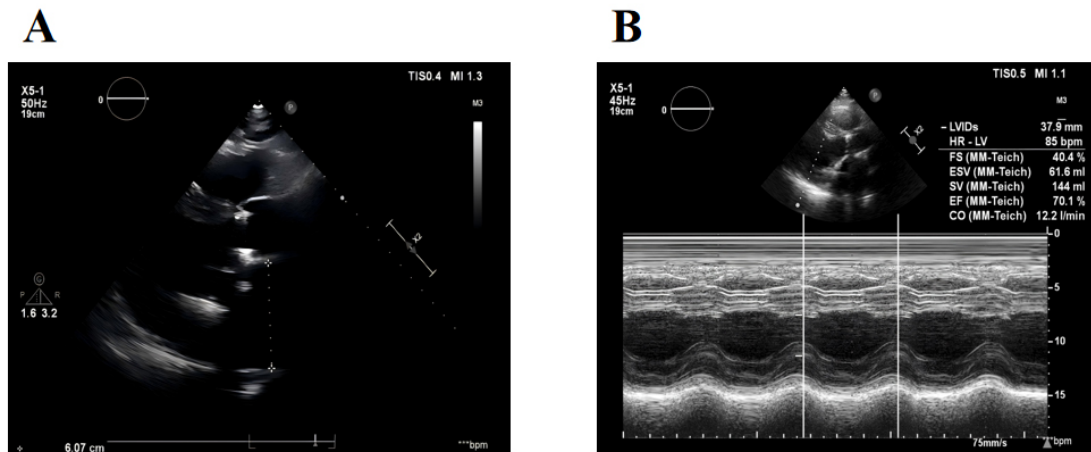 A
TIS0.4 MI 1.3
X5-1
50Hz
19cm
0
P
M3
X2
G
P R
1.6 3.2
6.07 cm
***bpm
B
TIS0.5 MI 1.1
X5-1
45Hz
19cm
0
P
M3
x2
– LVIDs 37.9 mm
HR - LV 85 bpm
FS (MM-Teich) 40.4 %
ESV (MM-Teich) 61.6 ml
SV (MM-Teich) 144 ml
EF (MM-Teich) 70.1 %
CO (MM-Teich) 12.2 l/min
0
5
10
15
75mm/s
***bpm